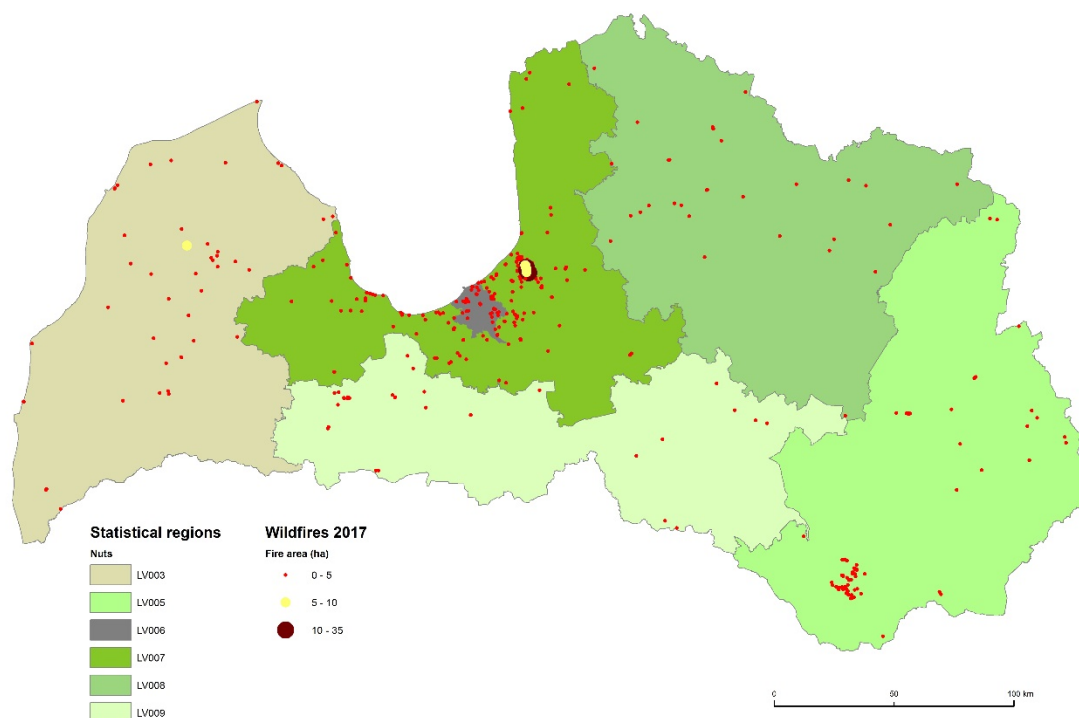 Statistical regions
Nuts
LV003
LV005
LV006
LV007
LV008
LV009
Wildfires 2017
Fire area (ha)
0 - 5
5 - 10
10 - 35
0 50 100 km